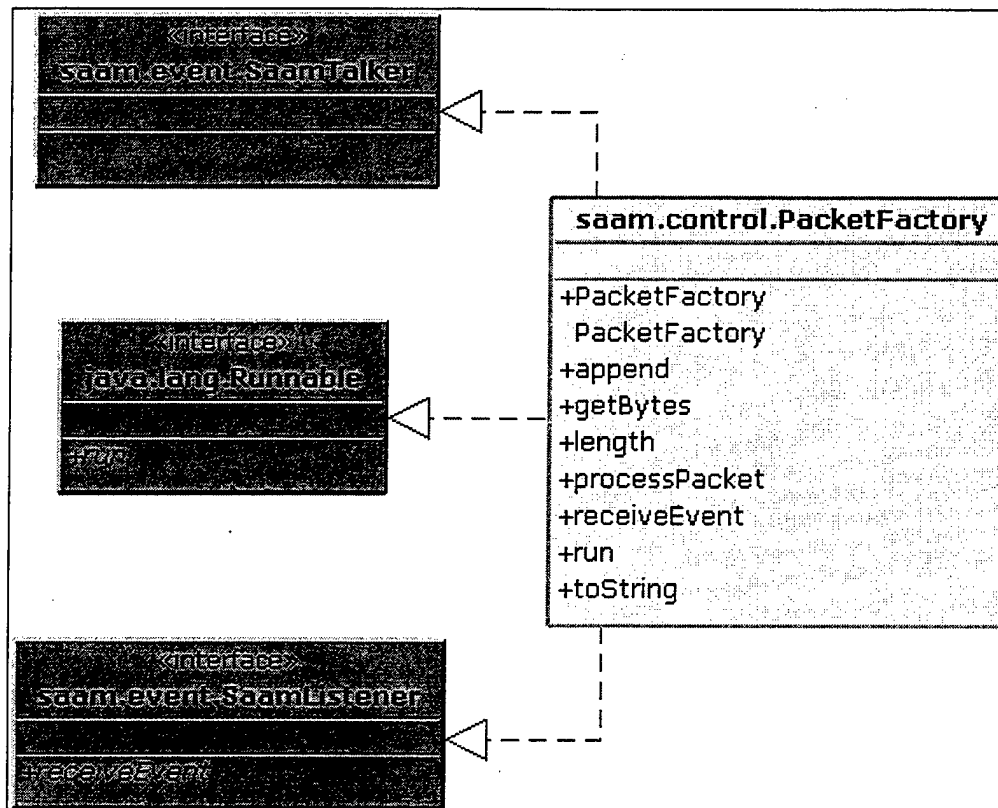 «interface»
saam.event.SaamTalker
saam.control.PacketFactory
+PacketFactory
PacketFactory
+append
+getBytes
+length
+processPacket
+receiveEvent
+run
+toString
«interface»
java.lang.Runnable
+run
«interface»
saam.event.SaamListener
+receiveEvent